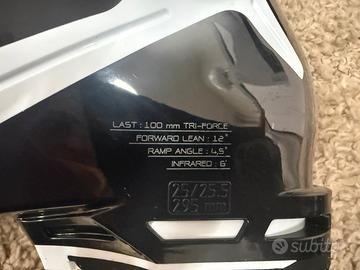 LAST : 100 mm TRI-FORCE
FORWARD LEAN : 12°
RAMP ANGLE : 4,5°
INFRARED : 6°
25/25.5
295 mm
subito